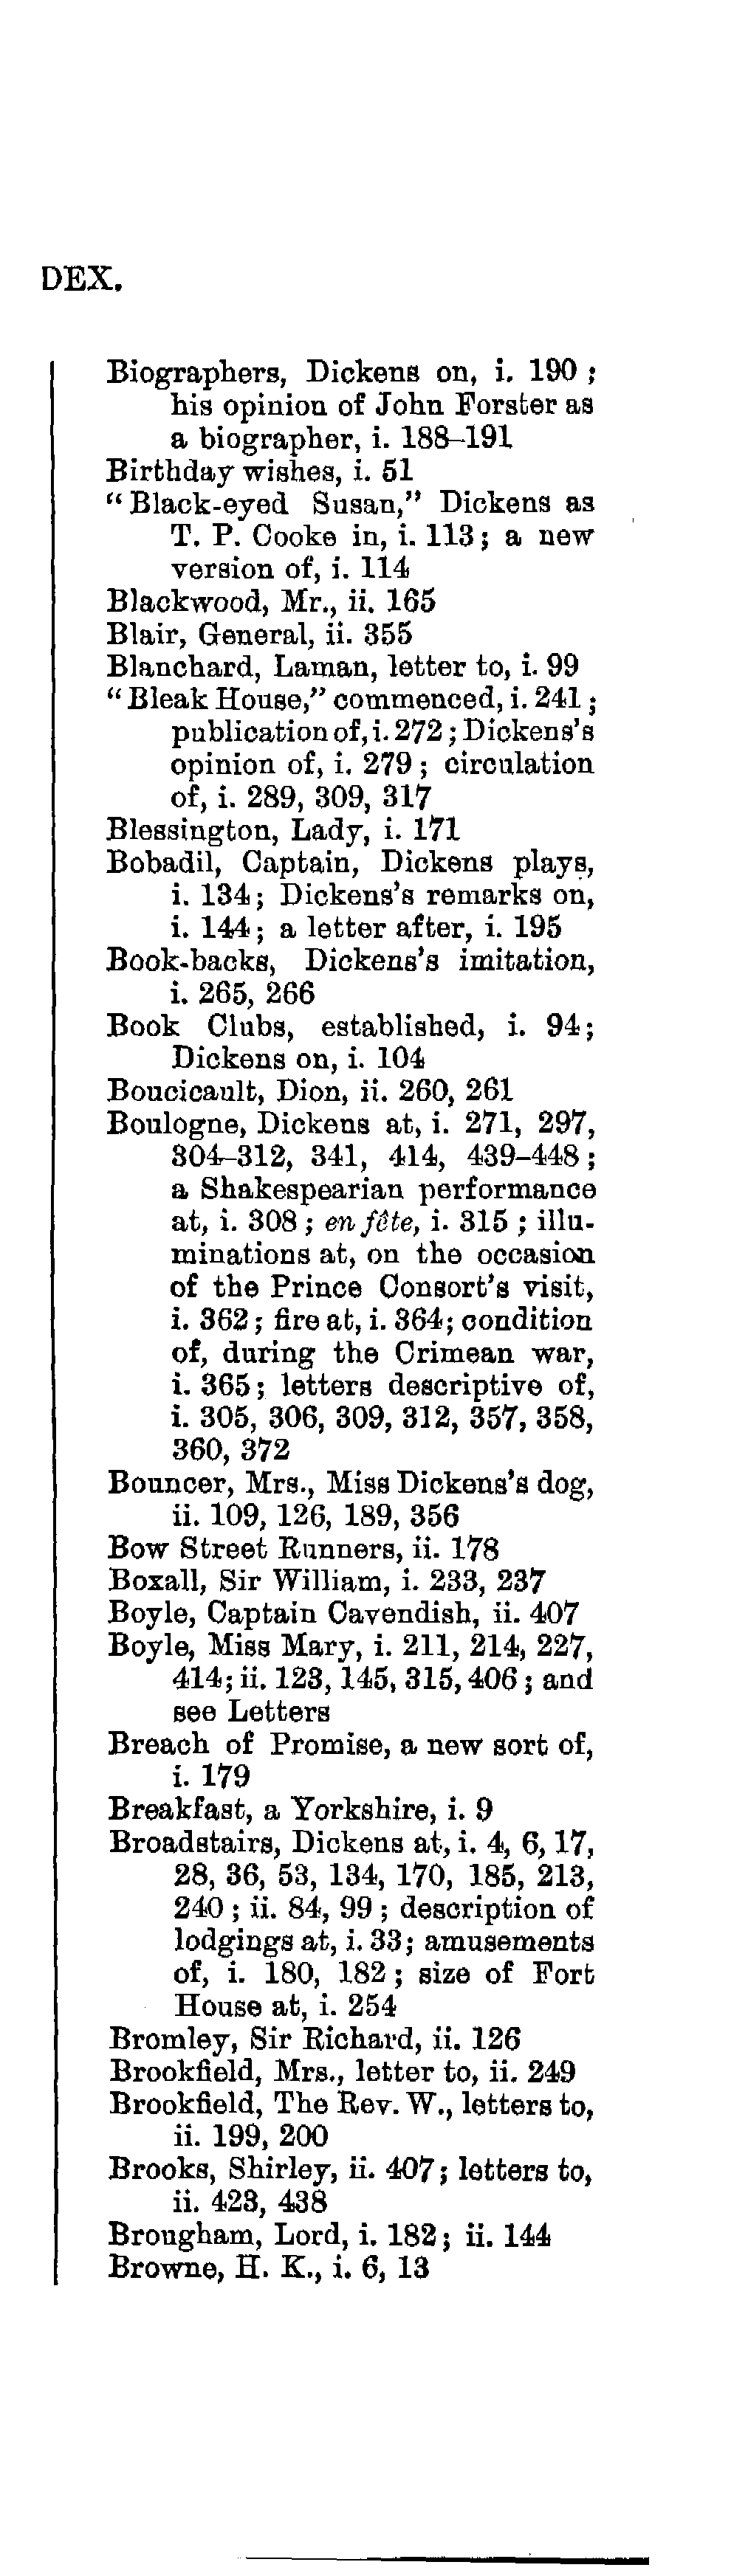 DEX.
Biographers, Dickens on, i. 190;
his opinion of John Forster as
a biographer, i. 188–191
Birthday wishes, i. 51
“Black-eyed Susan,” Dickens as
T. P. Cooke in, i. 113; a new
version of, i. 114
Blackwood, Mr., ii. 165
Blair, General, ii. 355
Blanchard, Laman, letter to, i. 99
“Bleak House,” commenced, i. 241;
publication of, i. 272; Dickens's
opinion of, i. 279; circulation
of, i. 289, 309, 317
Blessington, Lady, i. 171
Bobadil, Captain, Dickens plays,
i. 134; Dickens's remarks on,
i. 144; a letter after, i. 195
Book-backs, Dickens's imitation,
i. 265, 266
Book Clubs, established, i. 94;
Dickens on, i. 104
Boucicault, Dion, ii. 260, 261
Boulogne, Dickens at, i. 271, 297,
304–312, 341, 414, 439–448;
a Shakespearian performance
at, i. 308; en fête, i. 315; illu-
minations at, on the occasion
of the Prince Consort's visit,
i. 362; fire at, i. 364; condition
of, during the Crimean war,
i. 365; letters descriptive of,
i. 305, 306, 309, 312, 357, 358,
360, 372
Bouncer, Mrs., Miss Dickens's dog,
ii. 109, 126, 189, 356
Bow Street Runners, ii. 178
Boxall, Sir William, i. 233, 237
Boyle, Captain Cavendish, ii. 407
Boyle, Miss Mary, i. 211, 214, 227,
414; ii. 123, 145, 315, 406; and
see Letters
Breach of Promise, a new sort of,
i. 179
Breakfast, a Yorkshire, i. 9
Broadstairs, Dickens at, i. 4, 6, 17,
28, 36, 53, 134, 170, 185, 213,
240; ii. 84, 99; description of
lodgings at, i. 33; amusements
of, i. 180, 182; size of Fort
House at, i. 254
Bromley, Sir Richard, ii. 126
Brookfield, Mrs., letter to, ii. 249
Brookfield, The Rev. W., letters to,
ii. 199, 200
Brooks, Shirley, ii. 407; letters to,
ii. 423, 438
Brougham, Lord, i. 182; ii. 144
Browne, H. K., i. 6, 13